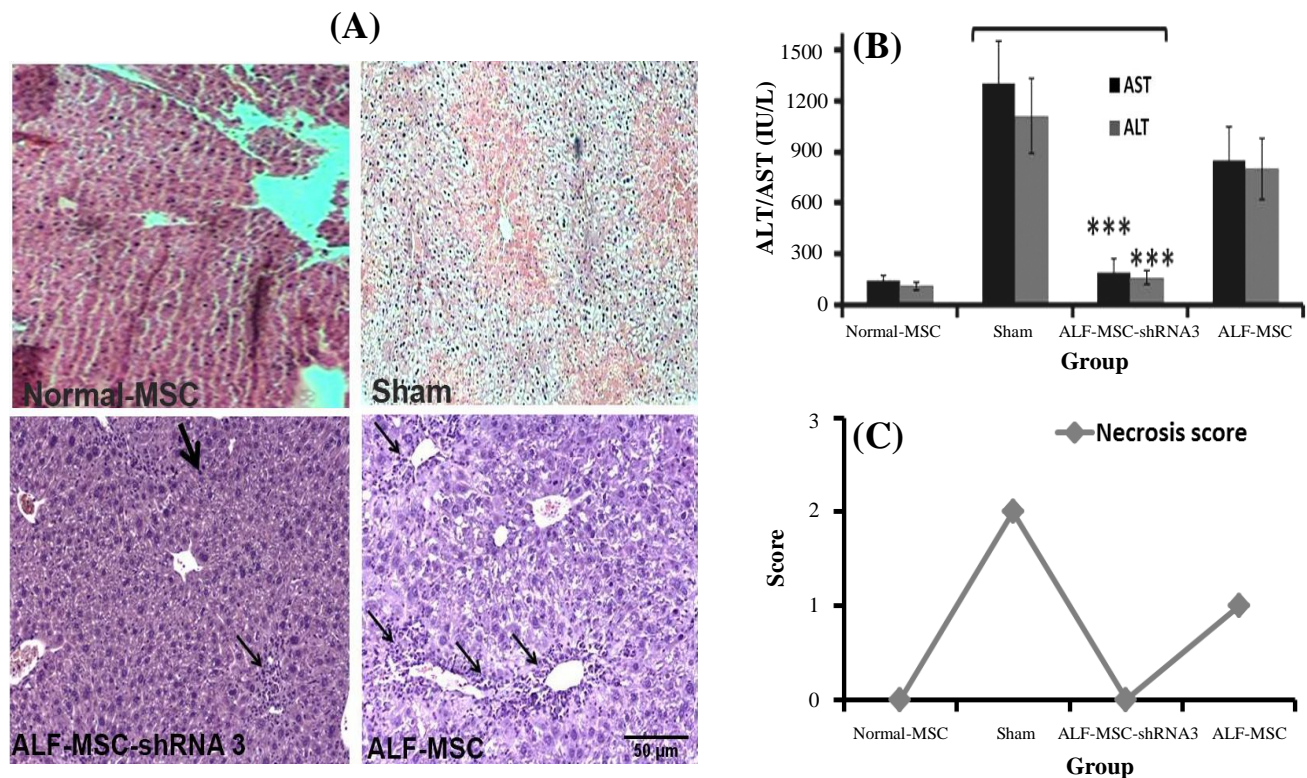 (A)
Normal-MSC
Sham
ALF-MSC-shRNA 3
ALF-MSC
50 µm
(B)
ALT/AST (IU/L)
1500
1200
900
600
300
0
AST
ALT
***
***
Normal-MSC
Sham
ALF-MSC-shRNA3
ALF-MSC
Group
(C)
Necrosis score
Score
3
2
1
0
Normal-MSC
Sham
ALF-MSC-shRNA3
ALF-MSC
Group